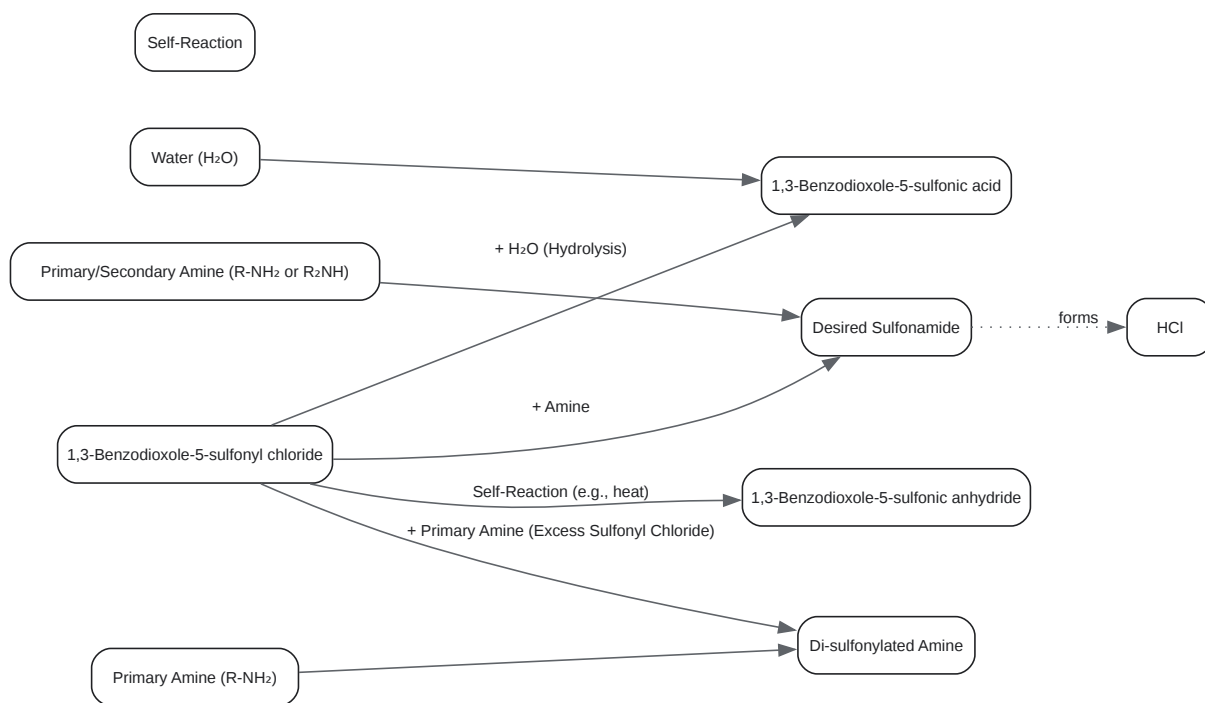 Self-Reaction
Water (H₂O)
1,3-Benzodioxole-5-sulfonic acid
+ H₂O (Hydrolysis)
Primary/Secondary Amine (R-NH₂ or R₂NH)
Desired Sulfonamide
forms
HCl
+ Amine
1,3-Benzodioxole-5-sulfonyl chloride
Self-Reaction (e.g., heat)
1,3-Benzodioxole-5-sulfonic anhydride
+ Primary Amine (Excess Sulfonyl Chloride)
Di-sulfonylated Amine
Primary Amine (R-NH₂)